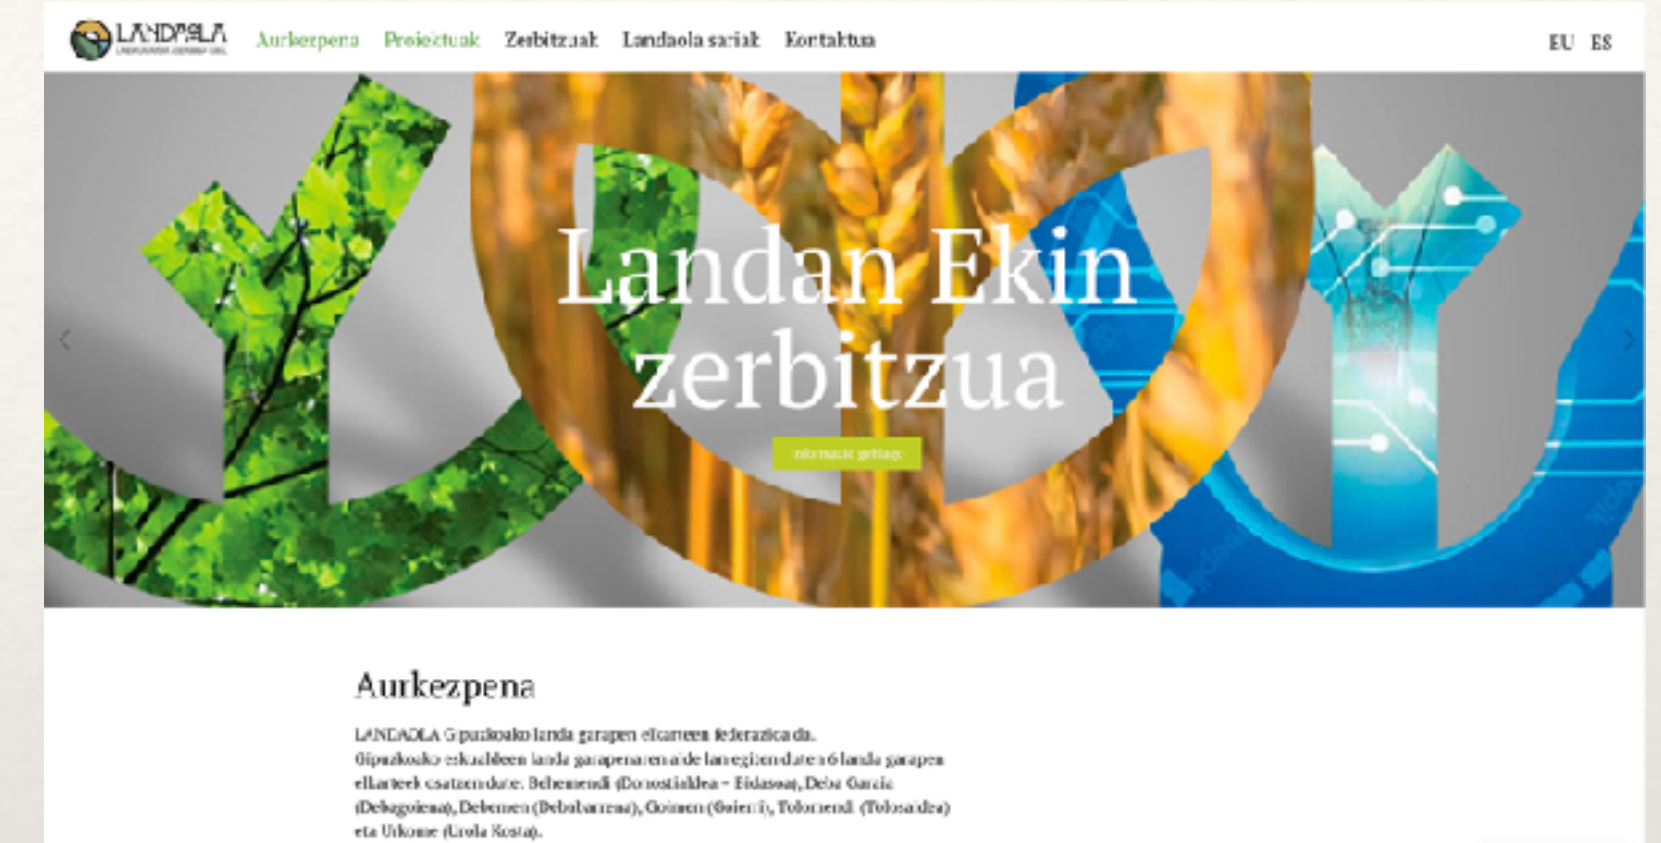 LANDAOLA
Aurkezpena Proiektuak Zerbitzuak Landaola sariak Kontaktua
EU ES
Landan Ekin
zerbitzua
informazio gehiago
Aurkezpena
LANDAOLA Gipuzkoako landa garapen elkarteen federazioa da.
Gipuzkoako eskualdeen landa garapenaren alde lan egiten duten 6 landa garapen
elkarteek osatzen dute: Behemendi (Donostialdea – Bidasoa), Deba Garaia
(Debagoiena), Debemen (Debabarrena), Goimen (Goierri), Tolomendi (Tolosaldea)
eta Urkome (Urola Kosta).